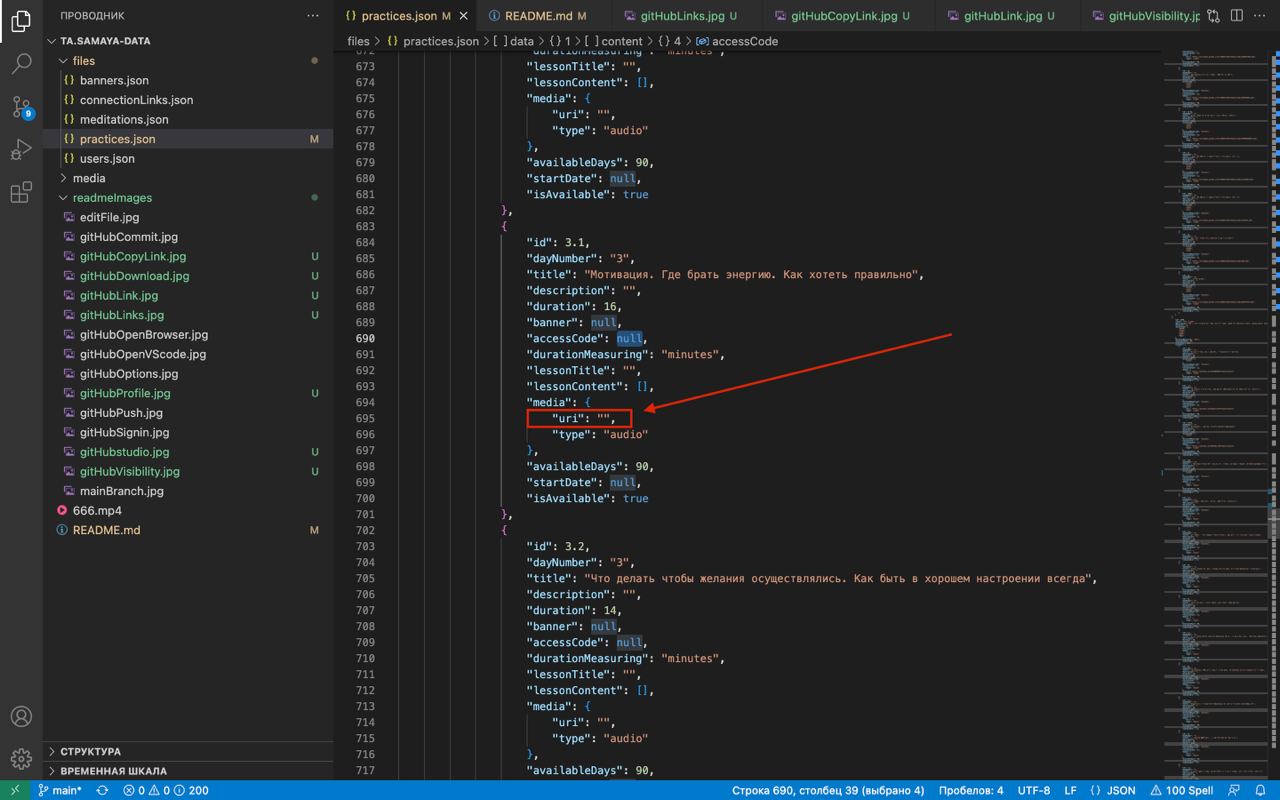 ПРОВОДНИК
TA.SAMAYA-DATA
files
banners.json
connectionLinks.json
meditations.json
practices.json M
users.json
media
readmeImages
editFile.jpg
gitHubCommit.jpg
gitHubCopyLink.jpg U
gitHubDownload.jpg U
gitHubLink.jpg U
gitHubLinks.jpg U
gitHubOpenBrowser.jpg
gitHubOpenVScode.jpg
gitHubOptions.jpg
gitHubProfile.jpg U
gitHubPush.jpg
gitHubSignin.jpg
gitHubstudio.jpg U
gitHubVisibility.jpg U
mainBranch.jpg
666.mp4
README.md M
СТРУКТУРА
ВРЕМЕННАЯ ШКАЛА
9
practices.json M README.md M gitHubLinks.jpg U gitHubCopyLink.jpg U gitHubLink.jpg U gitHubVisibility.jp
files > {} practices.json > [ ] data > {} 1 > [ ] content > {} 4 > accessCode
672 "durationMeasuring": "minutes",
673 "lessonTitle": "",
674 "lessonContent": [],
675 "media": {
676 "uri": "",
677 "type": "audio"
678 },
679 "availableDays": 90,
680 "startDate": null,
681 "isAvailable": true
682 },
683 {
684 "id": 3.1,
685 "dayNumber": "3",
686 "title": "Мотивация. Где брать энергию. Как хотеть правильно",
687 "description": "",
688 "duration": 16,
689 "banner": null,
690 "accessCode": null,
691 "durationMeasuring": "minutes",
692 "lessonTitle": "",
693 "lessonContent": [],
694 "media": {
695 "uri": "",
696 "type": "audio"
697 },
698 "availableDays": 90,
699 "startDate": null,
700 "isAvailable": true
701 },
702 {
703 "id": 3.2,
704 "dayNumber": "3",
705 "title": "Что делать чтобы желания осуществлялись. Как быть в хорошем настроении всегда",
706 "description": "",
707 "duration": 14,
708 "banner": null,
709 "accessCode": null,
710 "durationMeasuring": "minutes",
711 "lessonTitle": "",
712 "lessonContent": [],
713 "media": {
714 "uri": "",
715 "type": "audio"
716 },
717 "availableDays": 90,
main* 0 0 200 Строка 690, столбец 39 (выбрано 4) Пробелов: 4 UTF-8 LF {} JSON 100 Spell